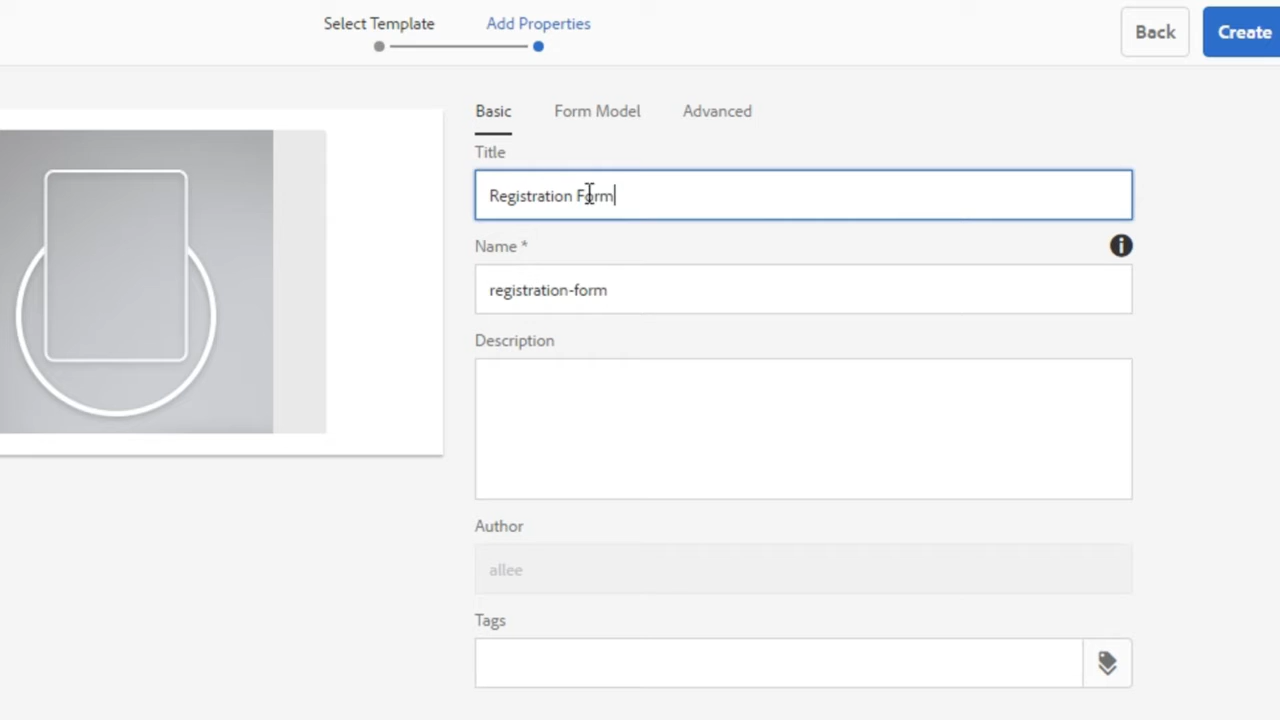 Select Template
Add Properties
Back
Create
Basic
Form Model
Advanced
Title
Registration Form
Name *
registration-form
Description
Author
allee
Tags